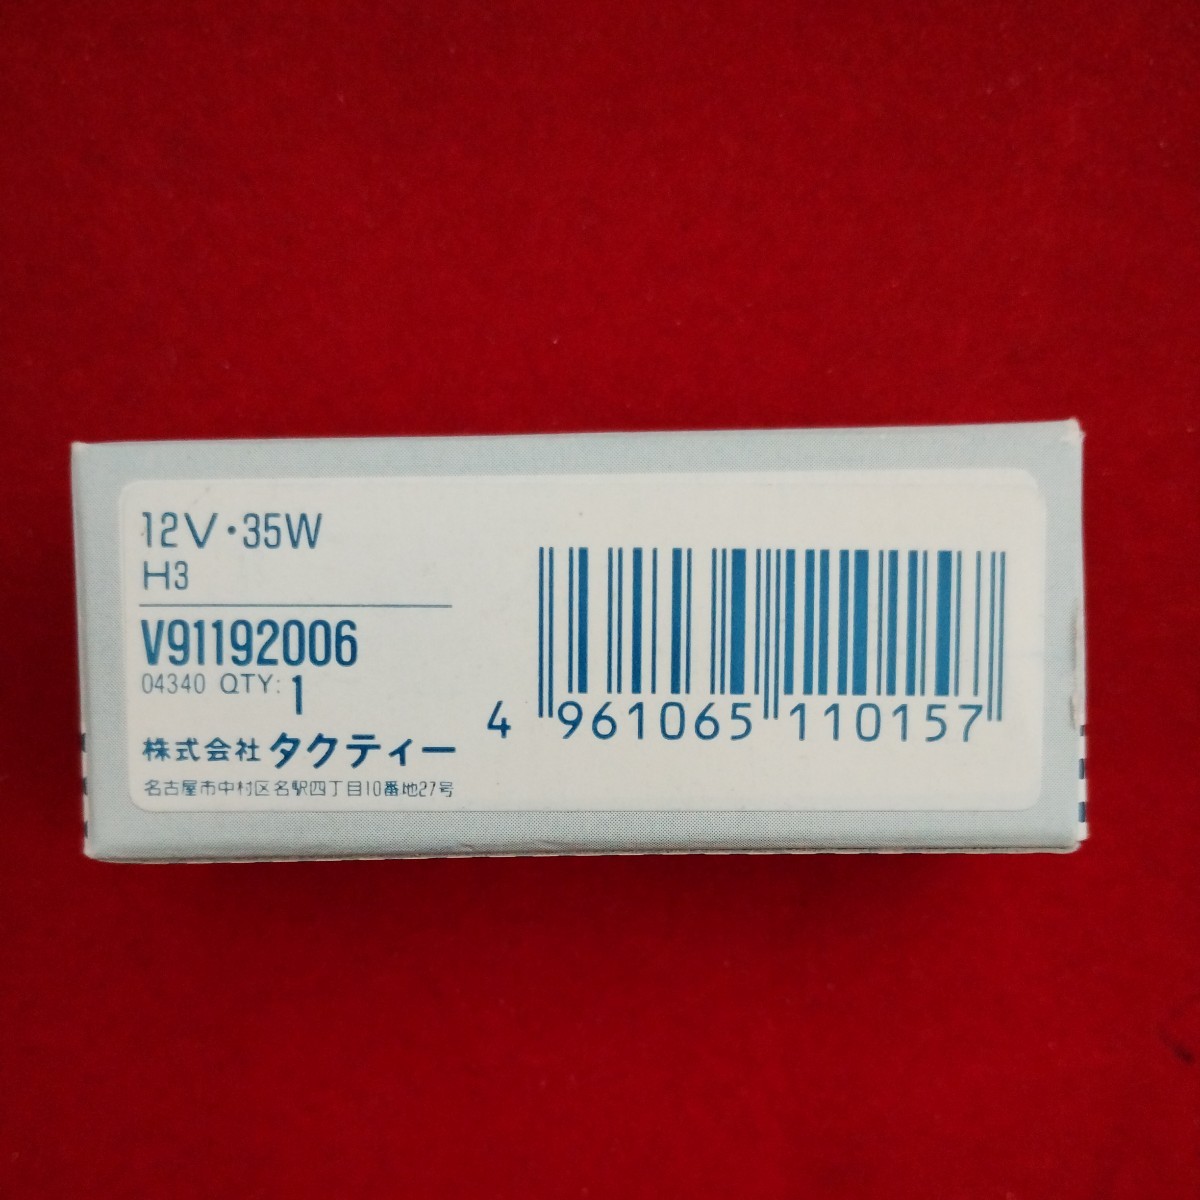 12V・35W
H3
V91192006
04340 QTY: 1
株式会社 タクティー
名古屋市中村区名駅四丁目10番地27号
4 961065 110157